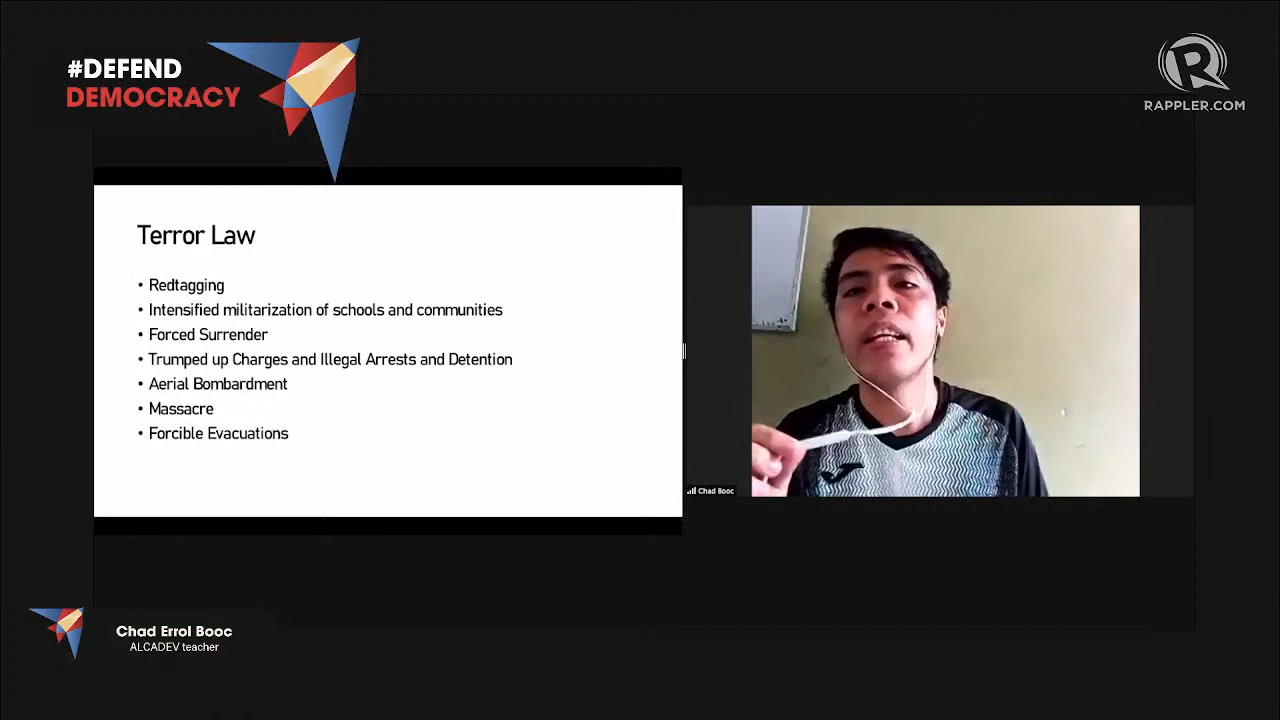 #DEFEND
DEMOCRACY
RAPPLER.COM
Terror Law
• Redtagging
• Intensified militarization of schools and communities
• Forced Surrender
• Trumped up Charges and Illegal Arrests and Detention
• Aerial Bombardment
• Massacre
• Forcible Evacuations
Chad Booc
Chad Errol Booc
ALCADEV teacher